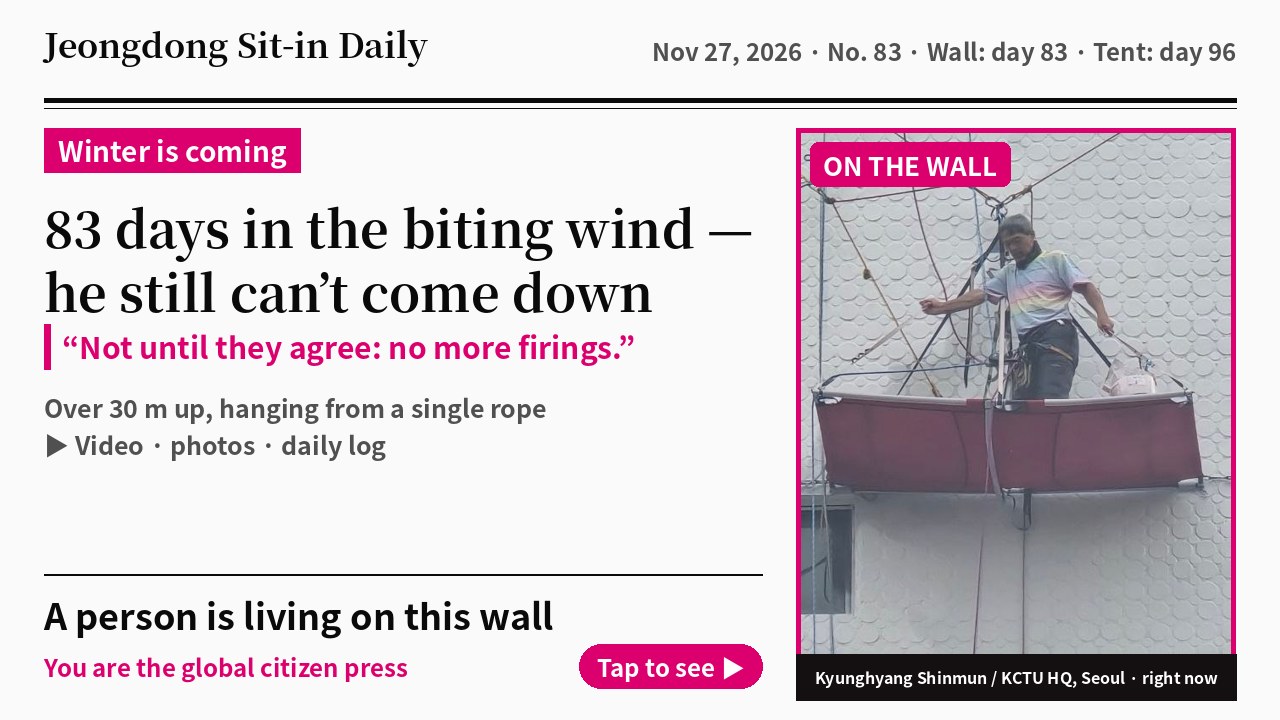 Jeongdong Sit-in Daily
Nov 27, 2026 · No. 83 · Wall: day 83 · Tent: day 96
Winter is coming
83 days in the biting wind —
he still can’t come down
“Not until they agree: no more firings.”
Over 30 m up, hanging from a single rope
▶ Video · photos · daily log
A person is living on this wall
You are the global citizen press
Tap to see ▶
ON THE WALL
Kyunghyang Shinmun / KCTU HQ, Seoul · right now